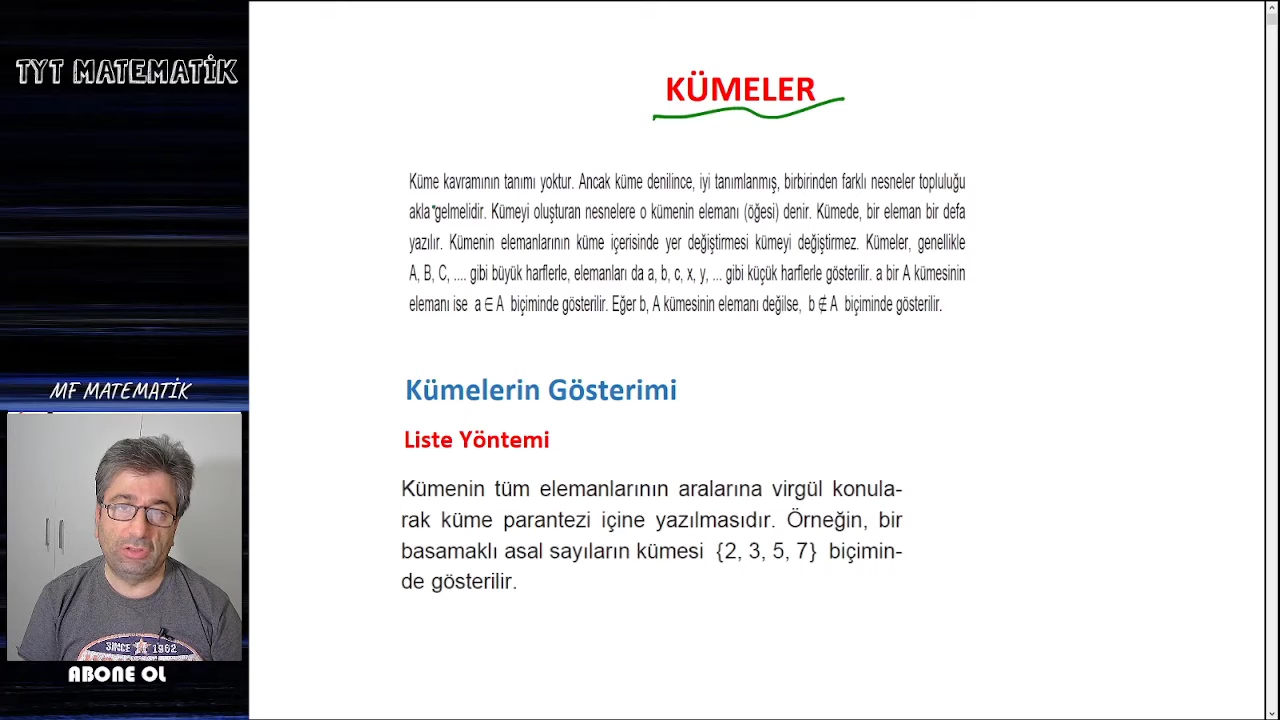 TYT MATEMATİK
KÜMELER
Küme kavramının tanımı yoktur. Ancak küme denilince, iyi tanımlanmış, birbirinden farklı nesneler topluluğu
akla gelmelidir. Kümeyi oluşturan nesnelere o kümenin elemanı (öğesi) denir. Kümede, bir eleman bir defa
yazılır. Kümenin elemanlarının küme içerisinde yer değiştirmesi kümeyi değiştirmez. Kümeler, genellikle
A, B, C, .... gibi büyük harflerle, elemanları da a, b, c, x, y, ... gibi küçük harflerle gösterilir. a bir A kümesinin
elemanı ise a ∈ A biçiminde gösterilir. Eğer b, A kümesinin elemanı değilse, b ∉ A biçiminde gösterilir.
Kümelerin Gösterimi
Liste Yöntemi
Kümenin tüm elemanlarının aralarına virgül konula-
rak küme parantezi içine yazılmasıdır. Örneğin, bir
basamaklı asal sayıların kümesi {2, 3, 5, 7} biçimin-
de gösterilir.
MF MATEMATİK
SINCE 1962
ABONE OL